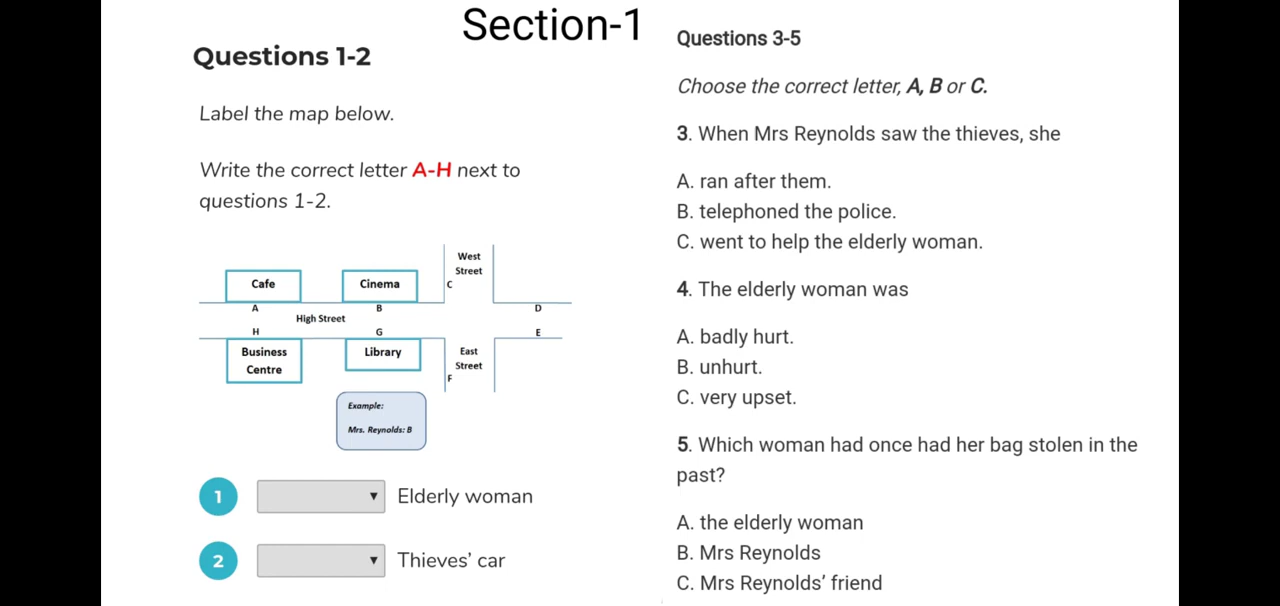 Section-1
Questions 1-2
Label the map below.
Write the correct letter A-H next to
questions 1-2.
West
Street
Cafe
Cinema
C
A
B
D
High Street
H
G
E
Business
Centre
Library
East
Street
F
Example:
Mrs. Reynolds: B
1 Elderly woman
2 Thieves' car
Questions 3-5
Choose the correct letter, A, B or C.
3. When Mrs Reynolds saw the thieves, she
A. ran after them.
B. telephoned the police.
C. went to help the elderly woman.
4. The elderly woman was
A. badly hurt.
B. unhurt.
C. very upset.
5. Which woman had once had her bag stolen in the
past?
A. the elderly woman
B. Mrs Reynolds
C. Mrs Reynolds' friend